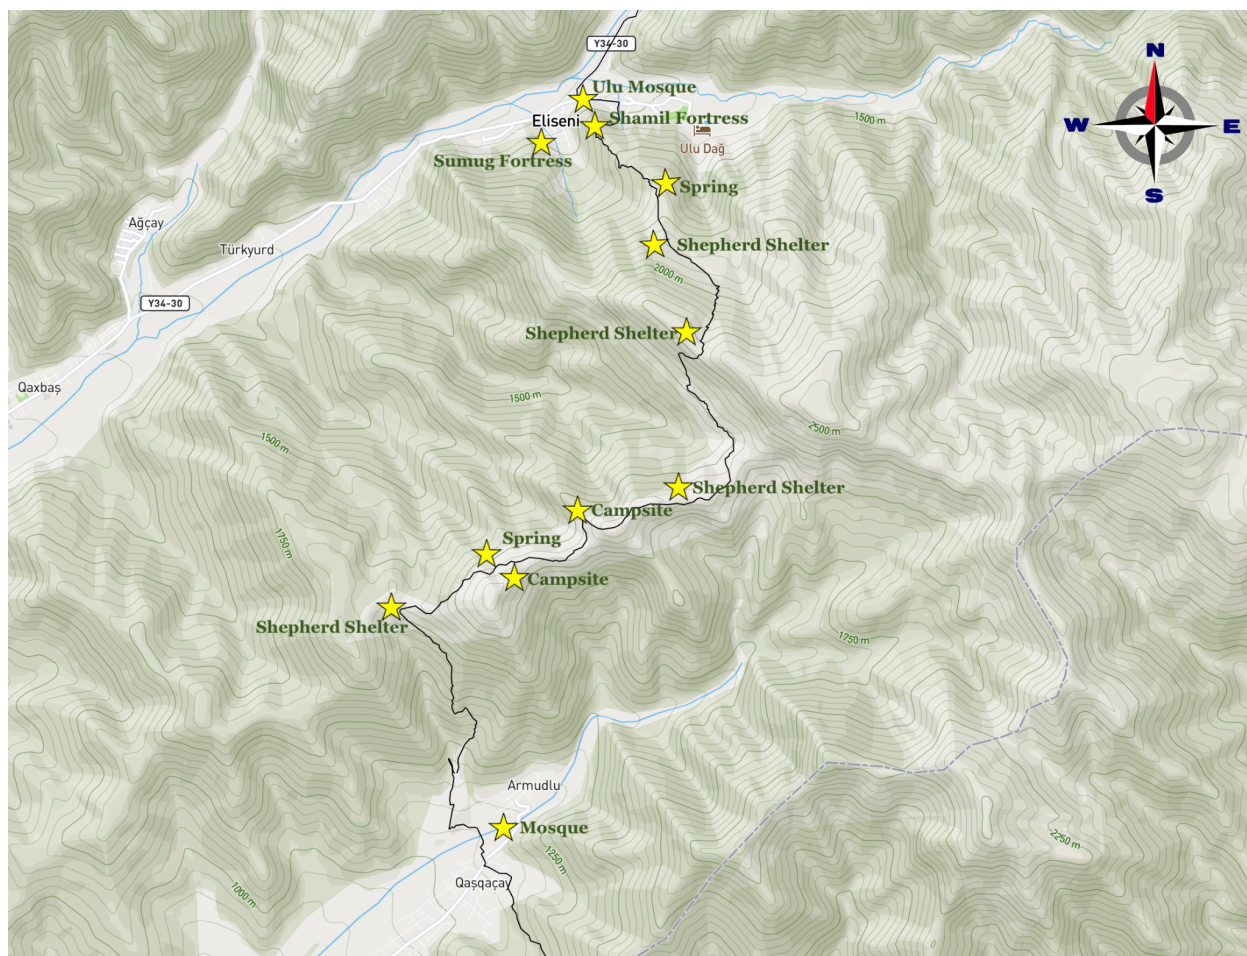 Y34-30
N
Ulu Mosque
1500 m
Eliseni
Shamil Fortress
W
E
Ulu Dağ
Sumug Fortress
Spring
S
Ağçay
Türkyurd
Shepherd Shelter
2000 m
Y34-30
Shepherd Shelter
Qaxbaş
1500 m
1500 m
2500 m
Shepherd Shelter
Campsite
1750 m
Spring
Campsite
Shepherd Shelter
1750 m
Armudlu
Mosque
2250 m
1250 m
Qaşqaçay
1000 m